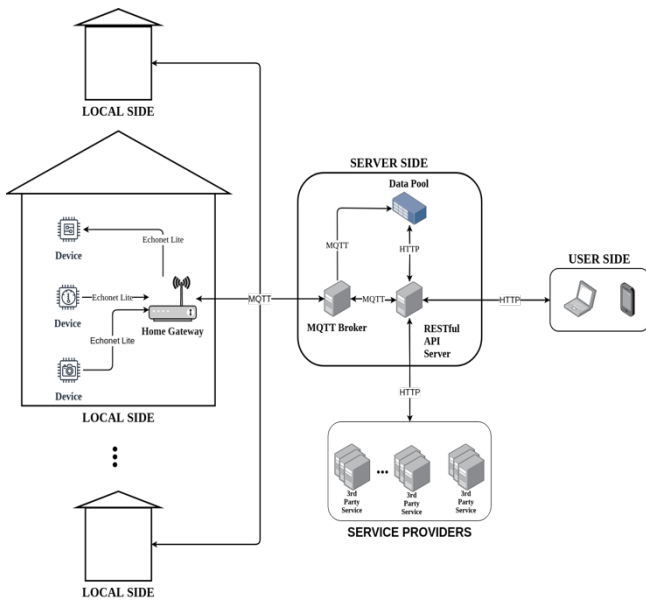 LOCAL SIDE
SERVER SIDE
Data Pool
Echonet Lite
Device
MQTT
HTTP
USER SIDE
Echonet Lite
Device
Home Gateway
MQTT
MQTT
HTTP
MQTT Broker
RESTful
API
Server
Echonet Lite
Device
LOCAL SIDE
HTTP
3rd
Party
Service
3rd
Party
Service
3rd
Party
Service
SERVICE PROVIDERS
LOCAL SIDE